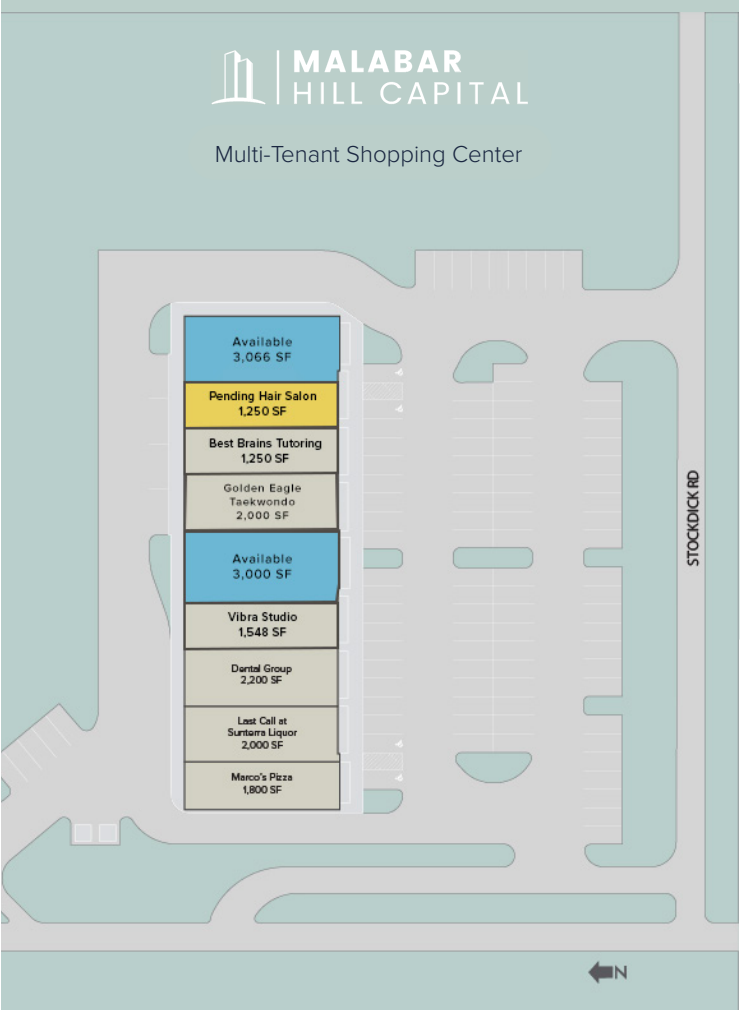 MALABAR
HILL CAPITAL
Multi-Tenant Shopping Center
Available
3,066 SF
Pending Hair Salon
1,250 SF
Best Brains Tutoring
1,250 SF
Golden Eagle
Taekwondo
2,000 SF
Available
3,000 SF
Vibra Studio
1,548 SF
Dental Group
2,200 SF
Last Call at
Sunterra Liquor
2,000 SF
Marco's Pizza
1,800 SF
STOCKDICK RD
N